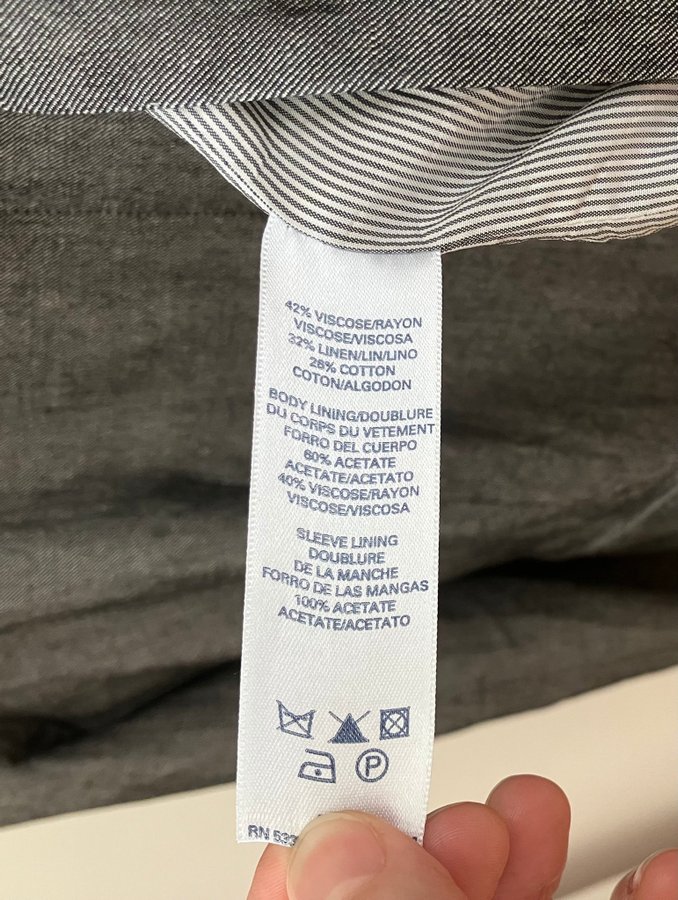 42% VISCOSE/RAYON
VISCOSE/VISCOSA
32% LINEN/LIN/LINO
26% COTTON
COTON/ALGODON
BODY LINING/DOUBLURE
DU CORPS DU VETEMENT
FORRO DEL CUERPO
60% ACETATE
ACETATE/ACETATO
40% VISCOSE/RAYON
VISCOSE/VISCOSA
SLEEVE LINING
DOUBLURE
DE LA MANCHE
FORRO DE LAS MANGAS
100% ACETATE
ACETATE/ACETATO
P
RN